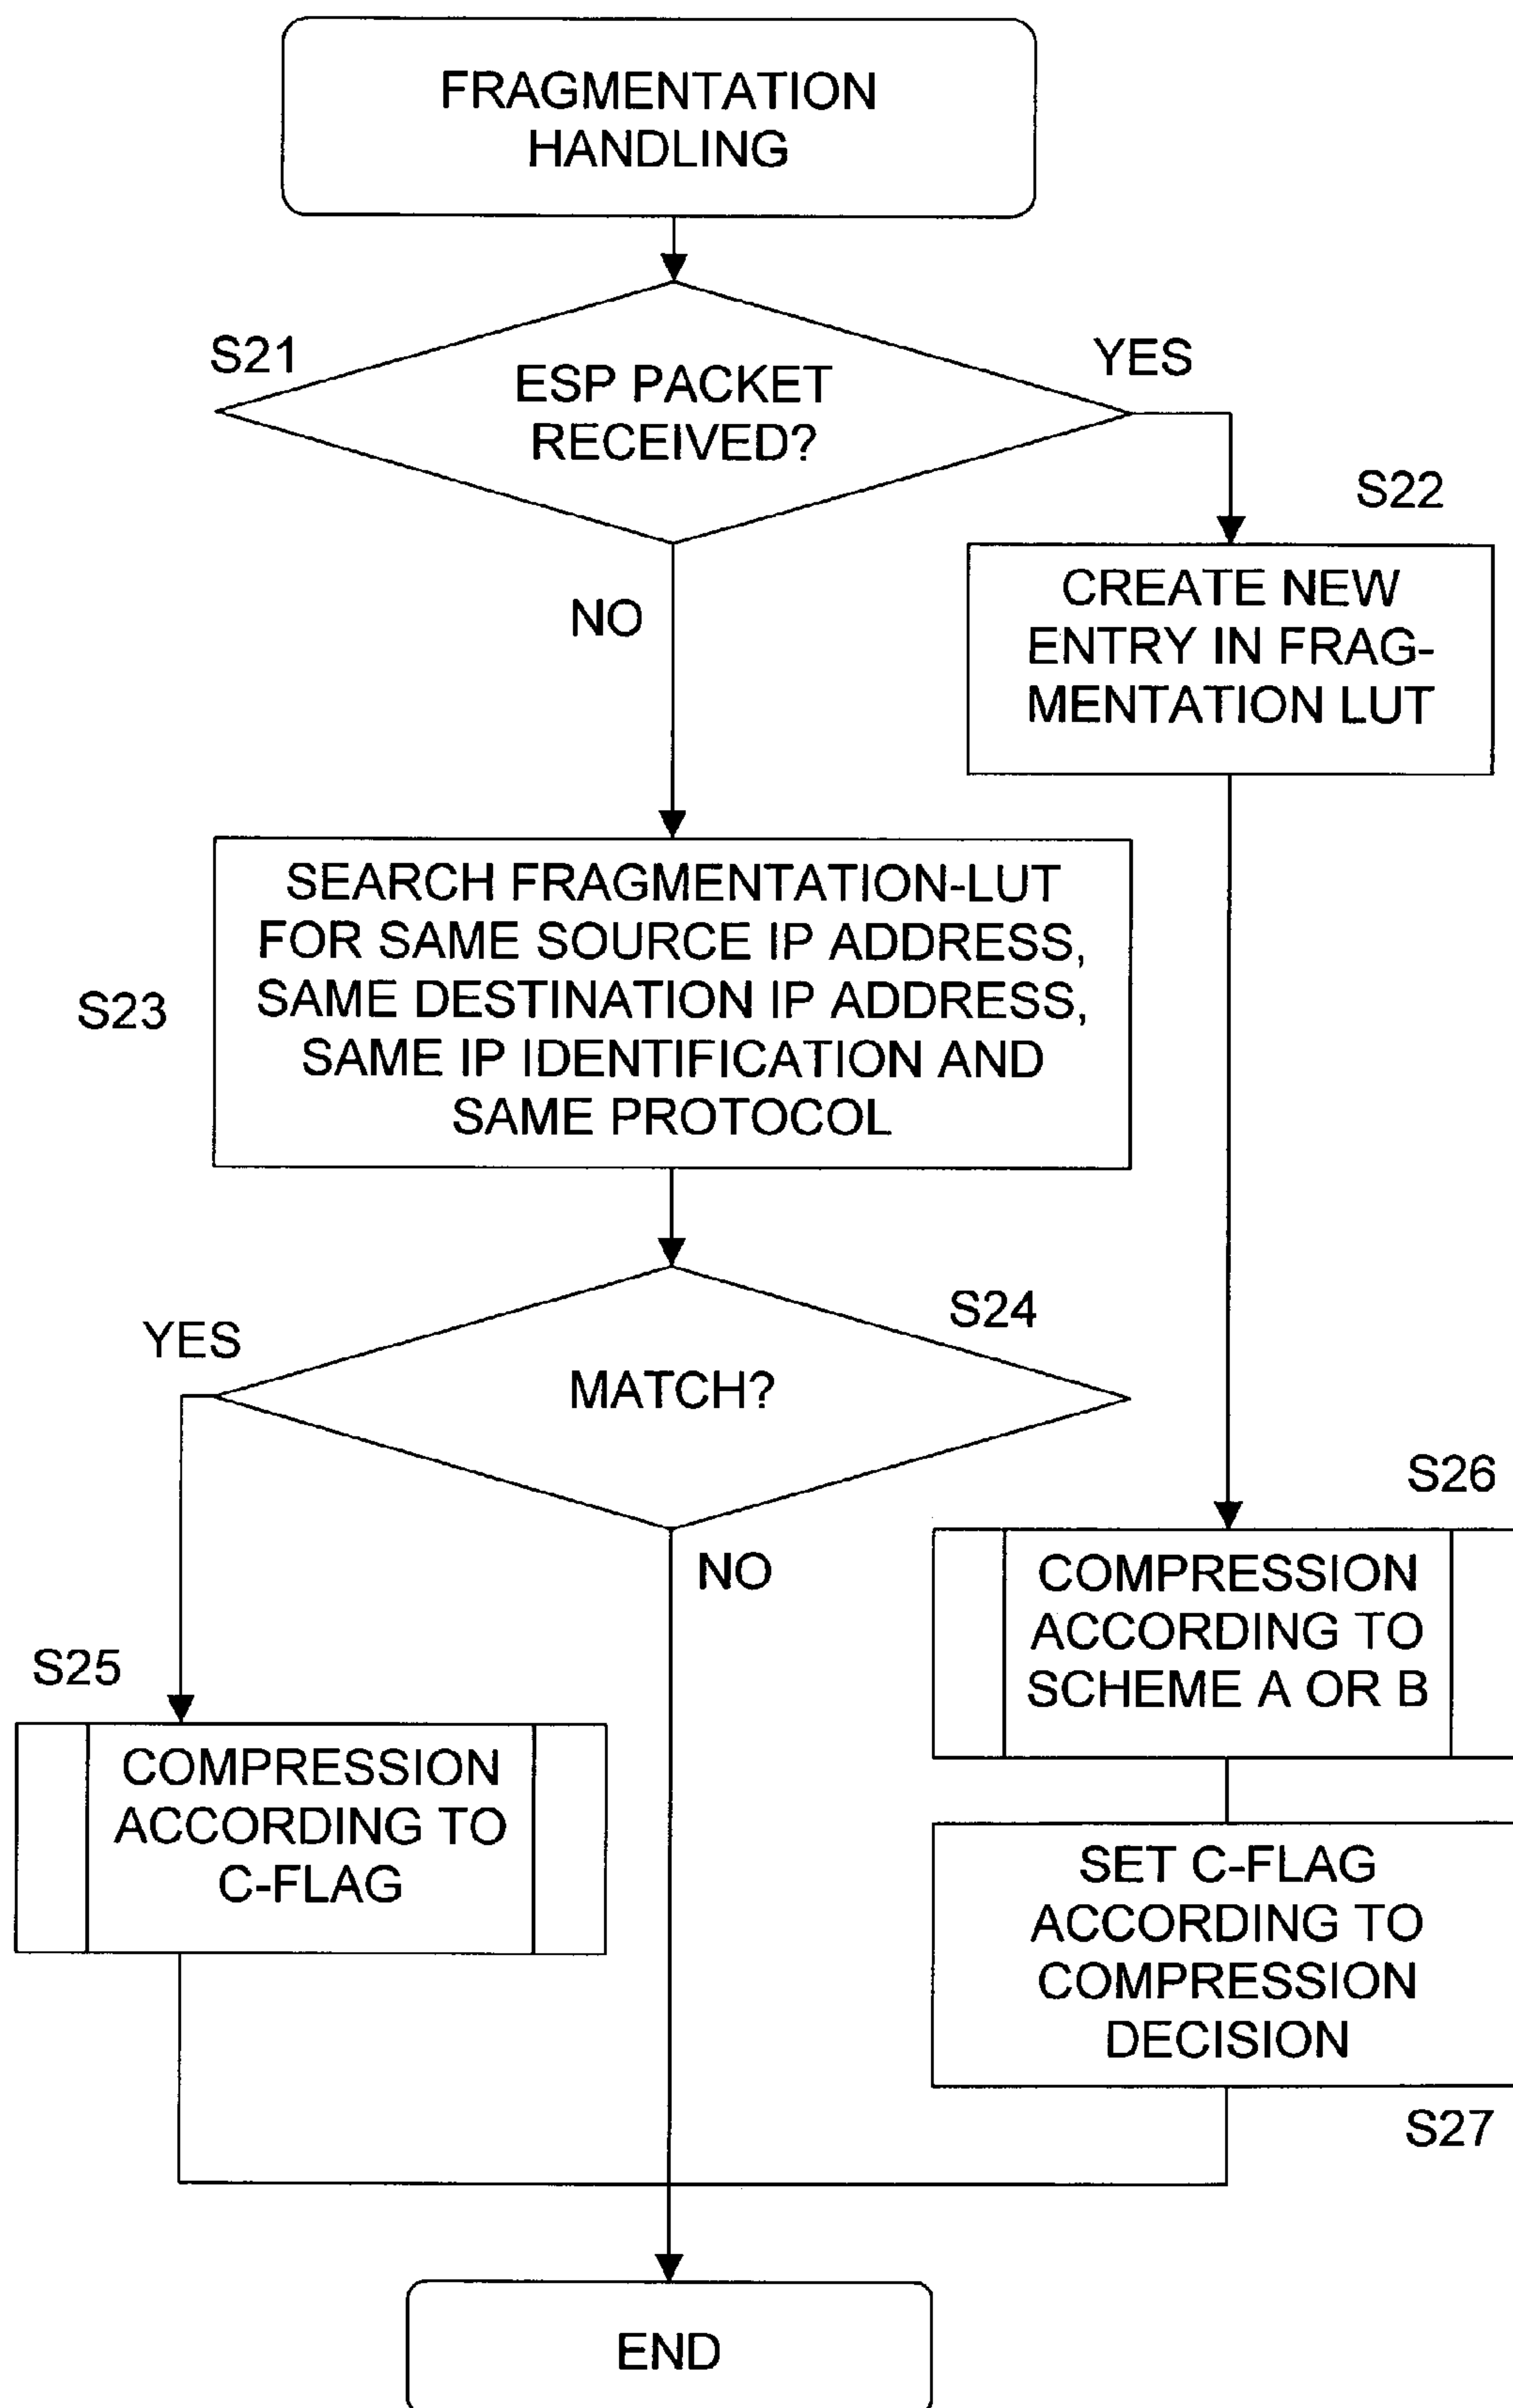 FRAGMENTATION
HANDLING
S21
ESP PACKET
RECEIVED?
YES
NO
S22
CREATE NEW
ENTRY IN FRAG-
MENTATION LUT
S23
SEARCH FRAGMENTATION-LUT
FOR SAME SOURCE IP ADDRESS,
SAME DESTINATION IP ADDRESS,
SAME IP IDENTIFICATION AND
SAME PROTOCOL
S24
YES
MATCH?
NO
S26
COMPRESSION
ACCORDING TO
SCHEME A OR B
S25
COMPRESSION
ACCORDING TO
C-FLAG
SET C-FLAG
ACCORDING TO
COMPRESSION
DECISION
S27
END